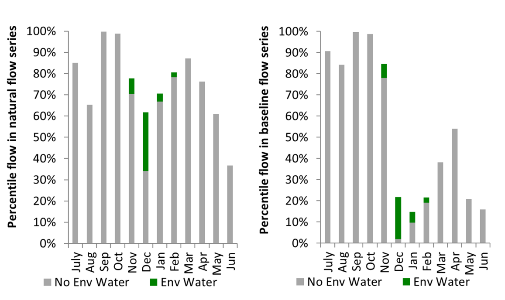 Percentile flow in natural flow series
100%
90%
80%
70%
60%
50%
40%
30%
20%
10%
0%
July
Aug
Sep
Oct
Nov
Dec
Jan
Feb
Mar
Apr
May
Jun
No Env Water
Env Water
Percentile flow in baseline flow series
100%
90%
80%
70%
60%
50%
40%
30%
20%
10%
0%
July
Aug
Sep
Oct
Nov
Dec
Jan
Feb
Mar
Apr
May
Jun
No Env Water
Env Water